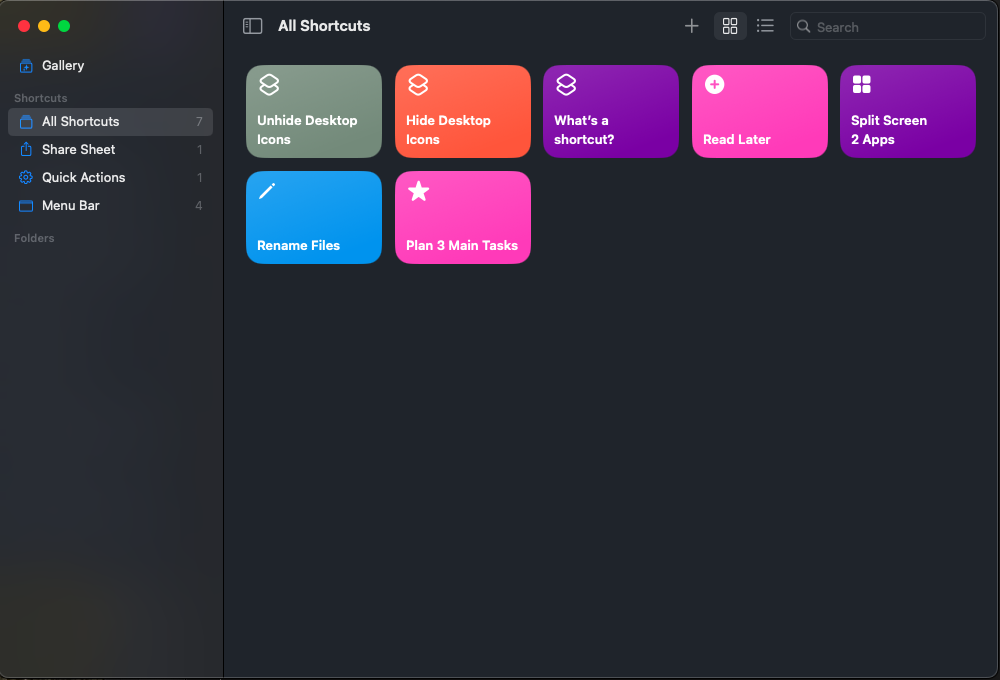 All Shortcuts
Search
Gallery
Shortcuts
All Shortcuts 7
Share Sheet 1
Quick Actions 1
Menu Bar 4
Folders
Unhide Desktop
Icons
Hide Desktop
Icons
What’s a
shortcut?
Read Later
Split Screen
2 Apps
Rename Files
Plan 3 Main Tasks